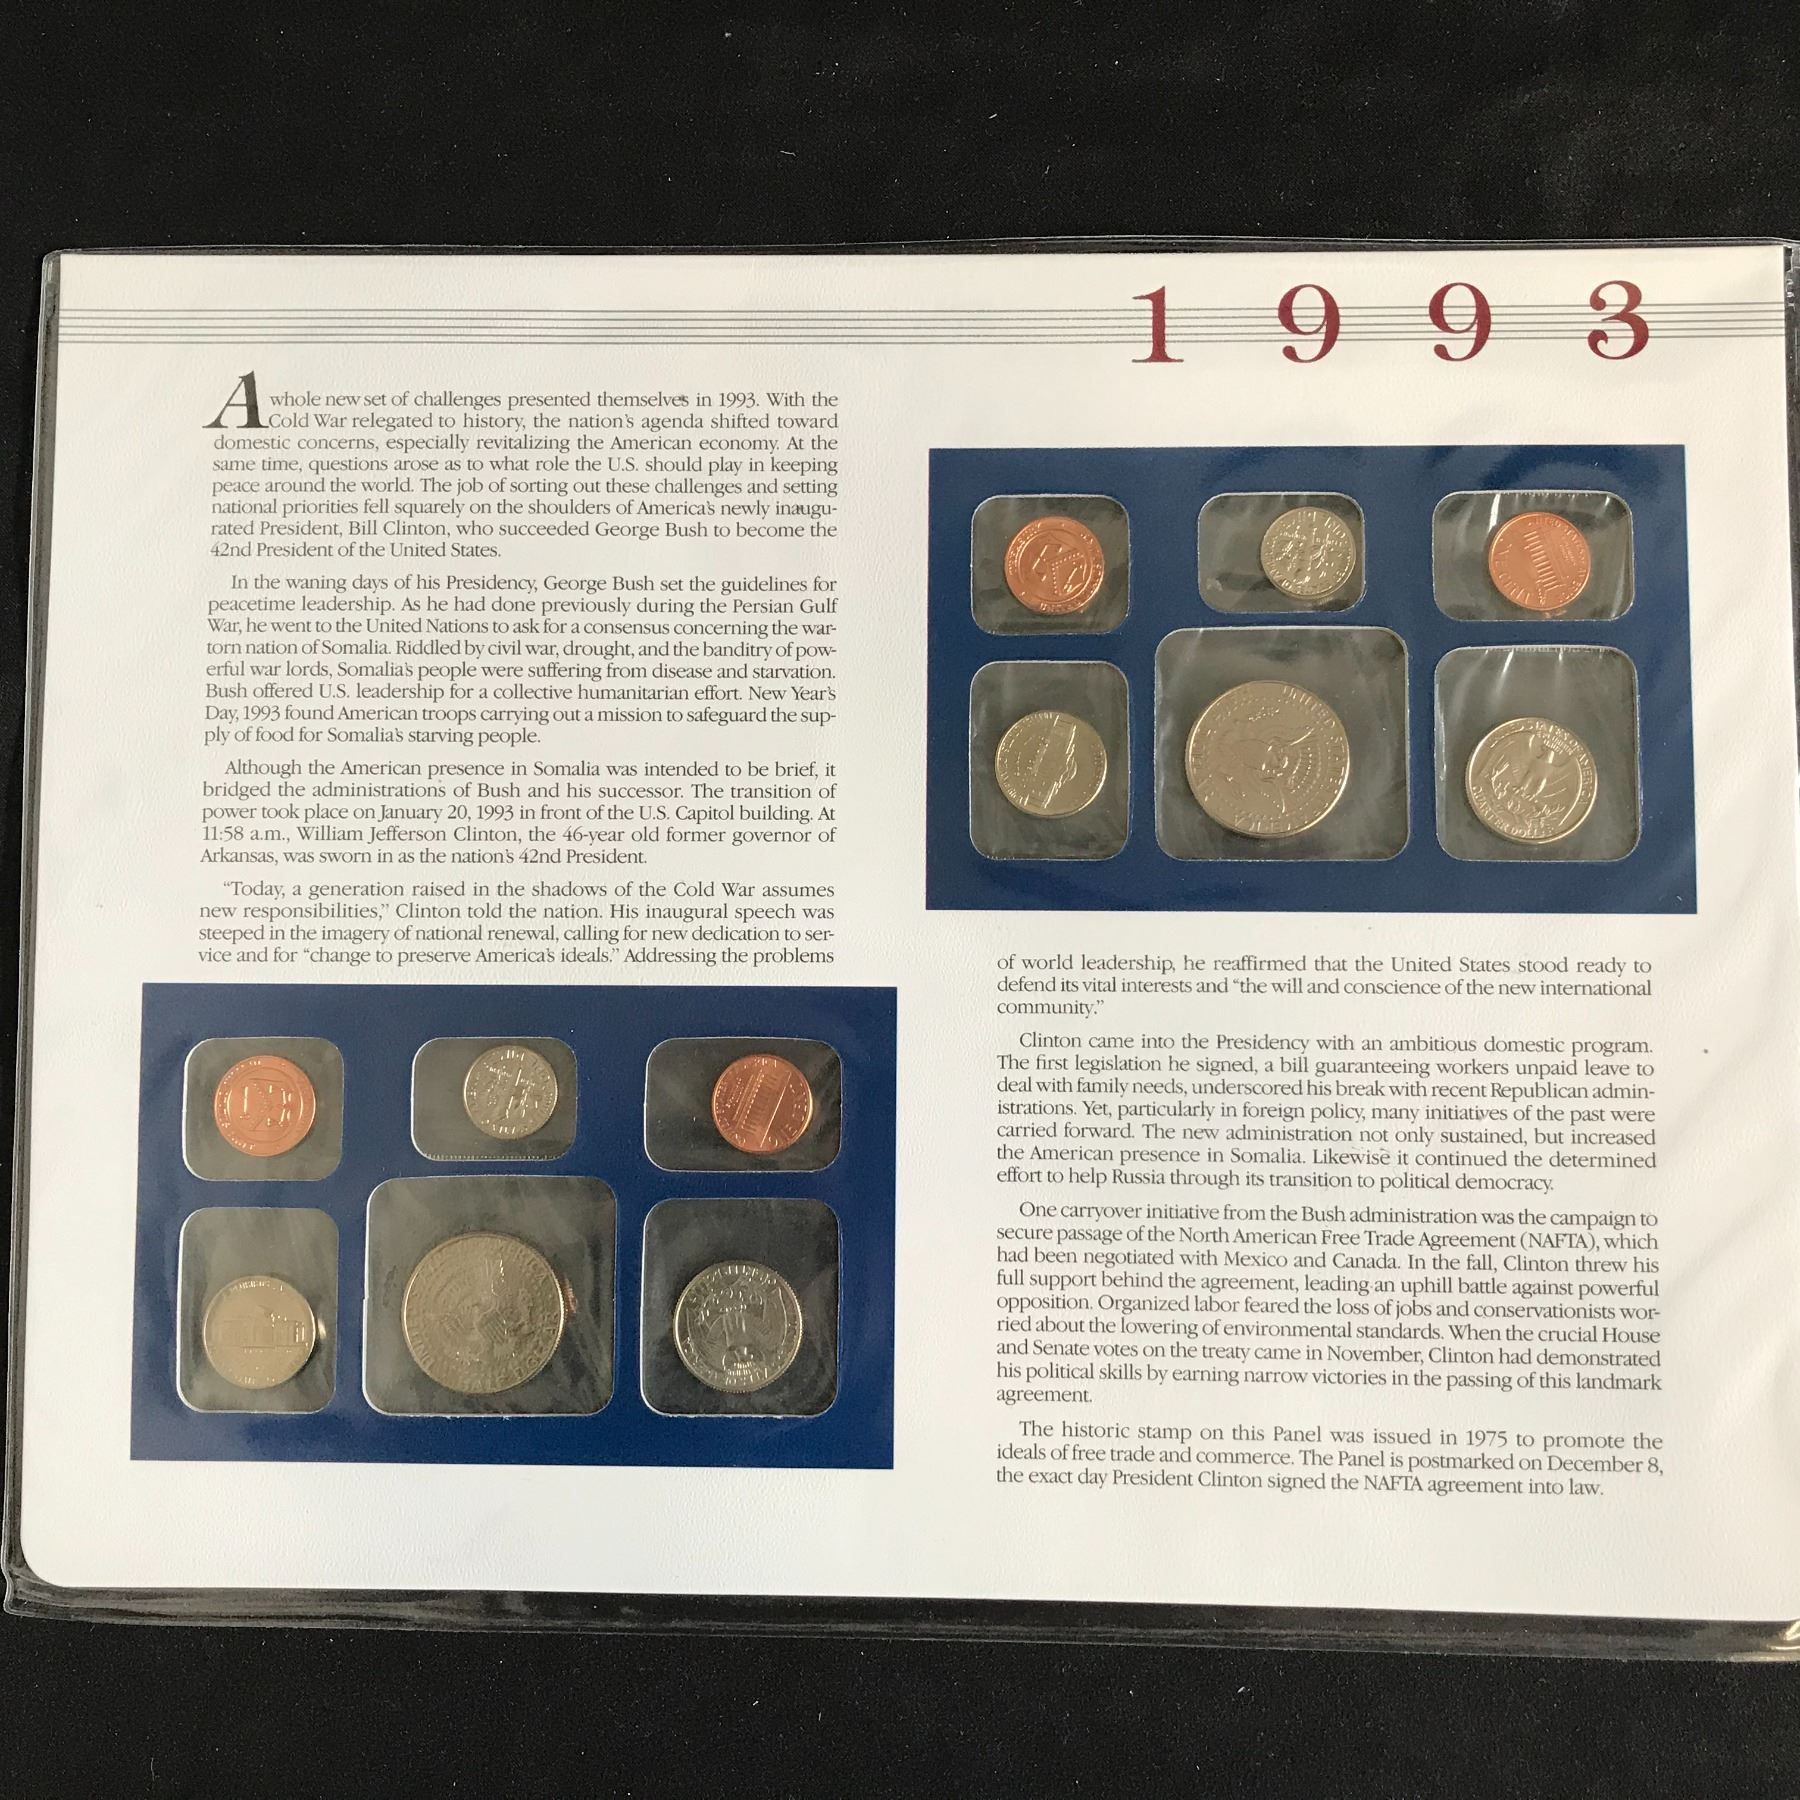 1993
A whole new set of challenges presented themselves in 1993. With the
Cold War relegated to history, the nation's agenda shifted toward
domestic concerns, especially revitalizing the American economy. At the
same time, questions arose as to what role the U.S. should play in keeping
peace around the world. The job of sorting out these challenges and setting
national priorities fell squarely on the shoulders of America's newly inaugu-
rated President, Bill Clinton, who succeeded George Bush to become the
42nd President of the United States.
In the waning days of his Presidency, George Bush set the guidelines for
peacetime leadership. As he had done previously during the Persian Gulf
War, he went to the United Nations to ask for a consensus concerning the war-
torn nation of Somalia. Riddled by civil war, drought, and the banditry of pow-
erful war lords, Somalia's people were suffering from disease and starvation.
Bush offered U.S. leadership for a collective humanitarian effort. New Year's
Day, 1993 found American troops carrying out a mission to safeguard the sup-
ply of food for Somalia's starving people.
Although the American presence in Somalia was intended to be brief, it
bridged the administrations of Bush and his successor. The transition of
power took place on January 20, 1993 in front of the U.S. Capitol building. At
11:58 a.m., William Jefferson Clinton, the 46-year old former governor of
Arkansas, was sworn in as the nation's 42nd President.
"Today, a generation raised in the shadows of the Cold War assumes
new responsibilities," Clinton told the nation. His inaugural speech was
steeped in the imagery of national renewal, calling for new dedication to ser-
vice and for "change to preserve America's ideals." Addressing the problems
of world leadership, he reaffirmed that the United States stood ready to
defend its vital interests and "the will and conscience of the new international
community."
Clinton came into the Presidency with an ambitious domestic program.
The first legislation he signed, a bill guaranteeing workers unpaid leave to
deal with family needs, underscored his break with recent Republican admin-
istrations. Yet, particularly in foreign policy, many initiatives of the past were
carried forward. The new administration not only sustained, but increased
the American presence in Somalia. Likewise it continued the determined
effort to help Russia through its transition to political democracy.
One carryover initiative from the Bush administration was the campaign to
secure passage of the North American Free Trade Agreement (NAFTA), which
had been negotiated with Mexico and Canada. In the fall, Clinton threw his
full support behind the agreement, leading an uphill battle against powerful
opposition. Organized labor feared the loss of jobs and conservationists wor-
ried about the lowering of environmental standards. When the crucial House
and Senate votes on the treaty came in November, Clinton had demonstrated
his political skills by earning narrow victories in the passing of this landmark
agreement.
The historic stamp on this Panel was issued in 1975 to promote the
ideals of free trade and commerce. The Panel is postmarked on December 8,
the exact day President Clinton signed the NAFTA agreement into law.
QUARTER DOLLAR